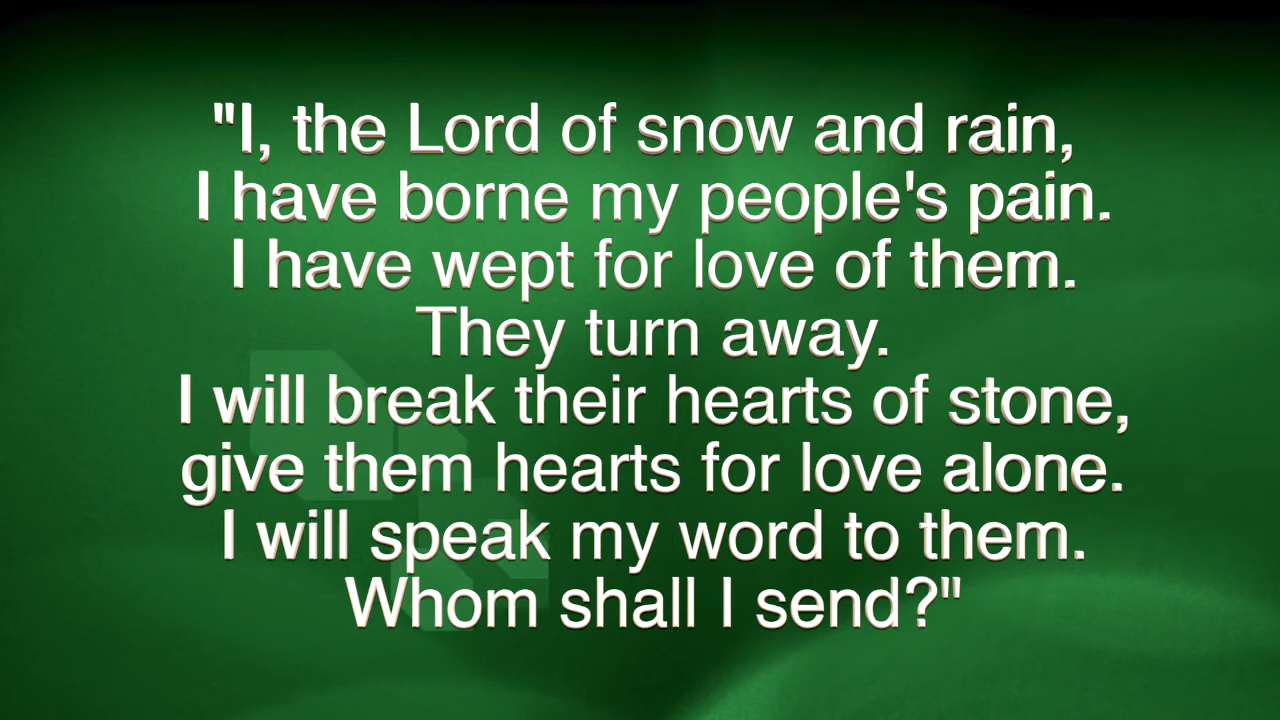 "I, the Lord of snow and rain,
I have borne my people's pain.
I have wept for love of them.
They turn away.
I will break their hearts of stone,
give them hearts for love alone.
I will speak my word to them.
Whom shall I send?"